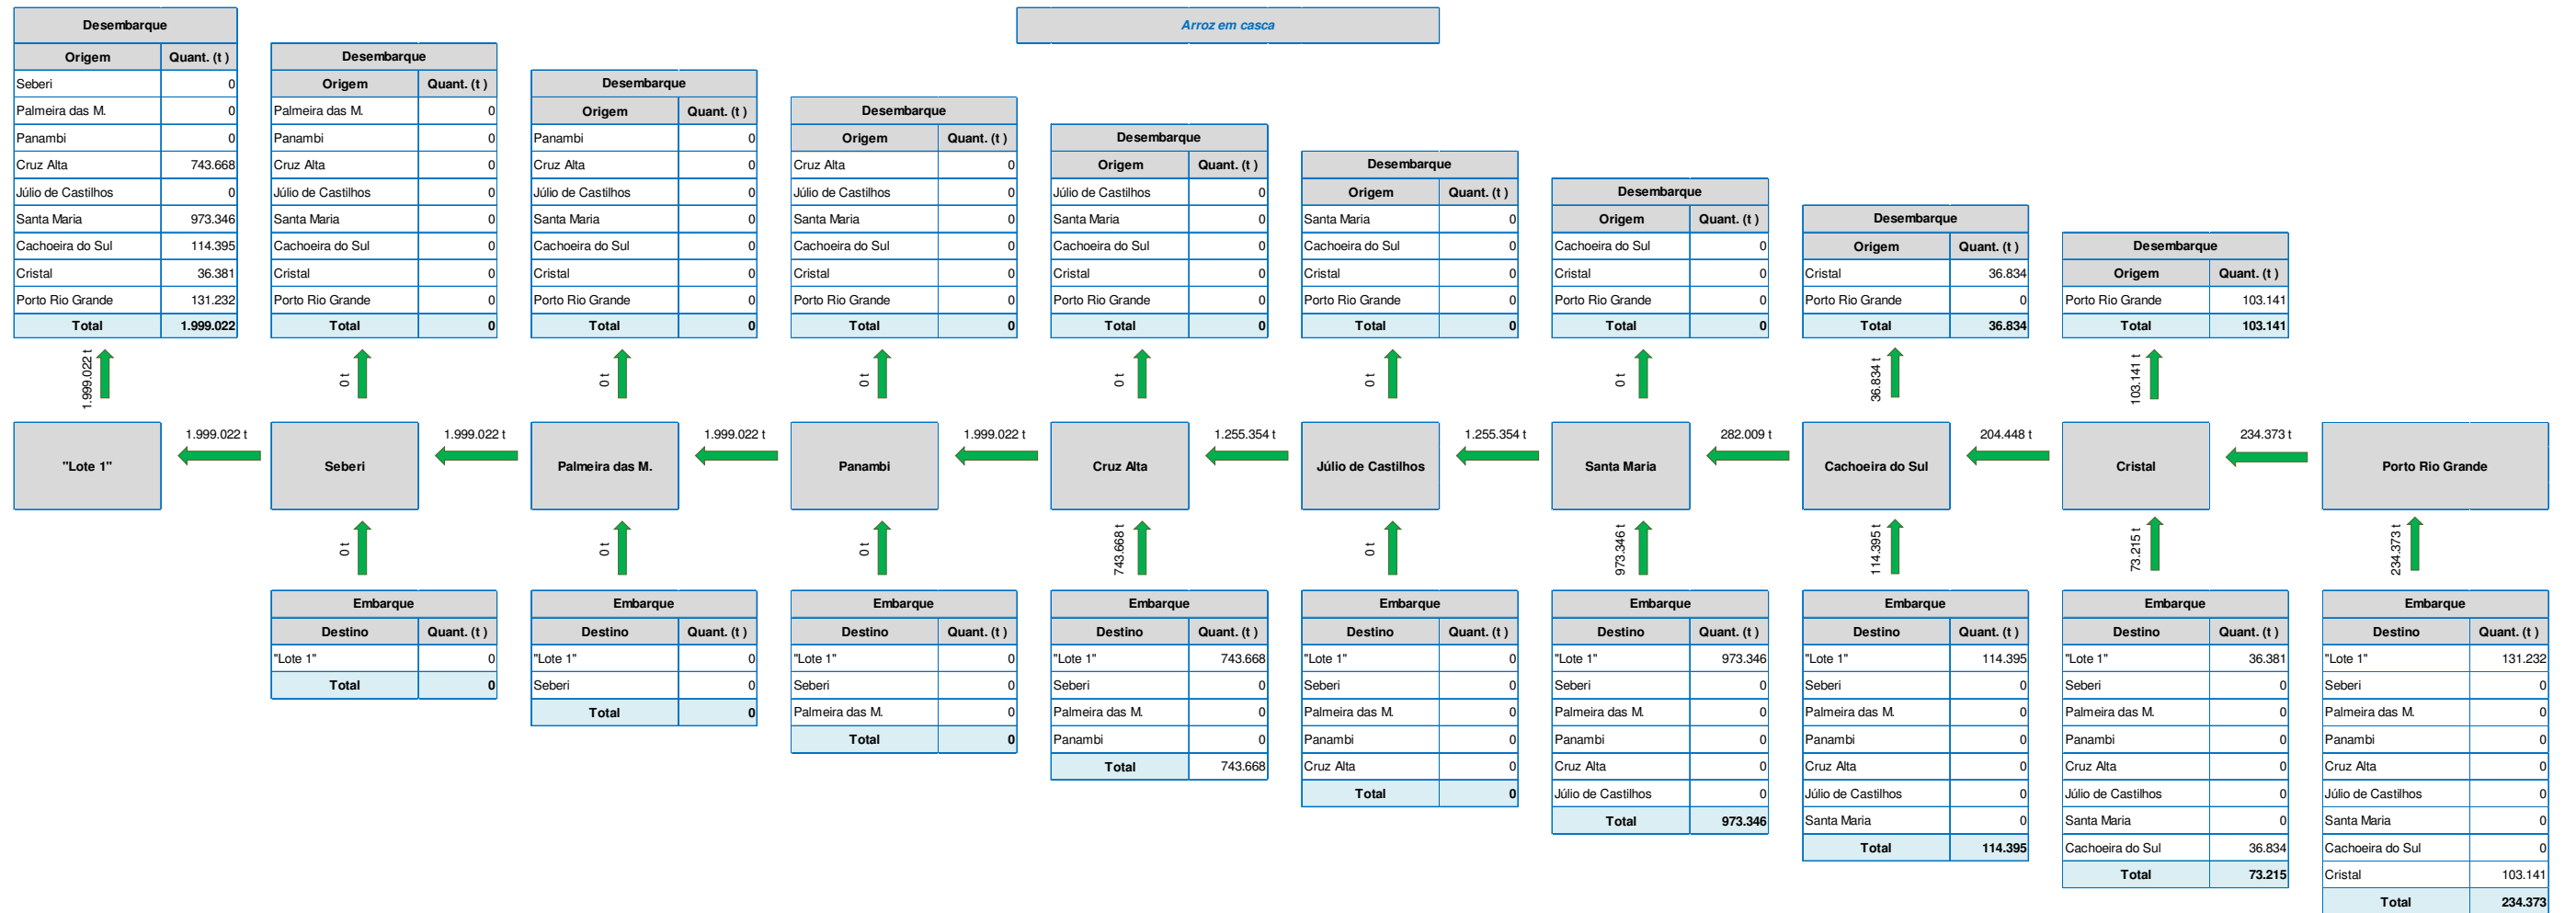 Arroz em casca
Desembarque
Origem Quant. (t )
Seberi 0
Palmeira das M. 0
Panambi 0
Cruz Alta 743.668
Júlio de Castilhos 0
Santa Maria 973.346
Cachoeira do Sul 114.395
Cristal 36.381
Porto Rio Grande 131.232
Total 1.999.022
Desembarque
Origem Quant. (t )
Palmeira das M. 0
Panambi 0
Cruz Alta 0
Júlio de Castilhos 0
Santa Maria 0
Cachoeira do Sul 0
Cristal 0
Porto Rio Grande 0
Total 0
Desembarque
Origem Quant. (t )
Panambi 0
Cruz Alta 0
Júlio de Castilhos 0
Santa Maria 0
Cachoeira do Sul 0
Cristal 0
Porto Rio Grande 0
Total 0
Desembarque
Origem Quant. (t )
Cruz Alta 0
Júlio de Castilhos 0
Santa Maria 0
Cachoeira do Sul 0
Cristal 0
Porto Rio Grande 0
Total 0
Desembarque
Origem Quant. (t )
Júlio de Castilhos 0
Santa Maria 0
Cachoeira do Sul 0
Cristal 0
Porto Rio Grande 0
Total 0
Desembarque
Origem Quant. (t )
Santa Maria 0
Cachoeira do Sul 0
Cristal 0
Porto Rio Grande 0
Total 0
Desembarque
Origem Quant. (t )
Cachoeira do Sul 0
Cristal 0
Porto Rio Grande 0
Total 0
Desembarque
Origem Quant. (t )
Cristal 36.834
Porto Rio Grande 0
Total 36.834
Desembarque
Origem Quant. (t )
Porto Rio Grande 103.141
Total 103.141
1.999.022 t
0 t
0 t
0 t
0 t
0 t
0 t
36.834 t
103.141 t
"Lote 1"
1.999.022 t
Seberi
1.999.022 t
Palmeira das M.
1.999.022 t
Panambi
1.999.022 t
Cruz Alta
1.255.354 t
Júlio de Castilhos
1.255.354 t
Santa Maria
282.009 t
Cachoeira do Sul
204.448 t
Cristal
234.373 t
Porto Rio Grande
0 t
0 t
0 t
743.668 t
0 t
973.346 t
114.395 t
73.215 t
234.373 t
Embarque
Destino Quant. (t )
"Lote 1" 0
Total 0
Embarque
Destino Quant. (t )
"Lote 1" 0
Seberi 0
Total 0
Embarque
Destino Quant. (t )
"Lote 1" 0
Seberi 0
Palmeira das M. 0
Total 0
Embarque
Destino Quant. (t )
"Lote 1" 743.668
Seberi 0
Palmeira das M. 0
Panambi 0
Total 743.668
Embarque
Destino Quant. (t )
"Lote 1" 0
Seberi 0
Palmeira das M. 0
Panambi 0
Cruz Alta 0
Total 0
Embarque
Destino Quant. (t )
"Lote 1" 973.346
Seberi 0
Palmeira das M. 0
Panambi 0
Cruz Alta 0
Júlio de Castilhos 0
Total 973.346
Embarque
Destino Quant. (t )
"Lote 1" 114.395
Seberi 0
Palmeira das M. 0
Panambi 0
Cruz Alta 0
Júlio de Castilhos 0
Santa Maria 0
Total 114.395
Embarque
Destino Quant. (t )
"Lote 1" 36.381
Seberi 0
Palmeira das M. 0
Panambi 0
Cruz Alta 0
Júlio de Castilhos 0
Santa Maria 0
Cachoeira do Sul 36.834
Total 73.215
Embarque
Destino Quant. (t )
"Lote 1" 131.232
Seberi 0
Palmeira das M. 0
Panambi 0
Cruz Alta 0
Júlio de Castilhos 0
Santa Maria 0
Cachoeira do Sul 0
Cristal 103.141
Total 234.373